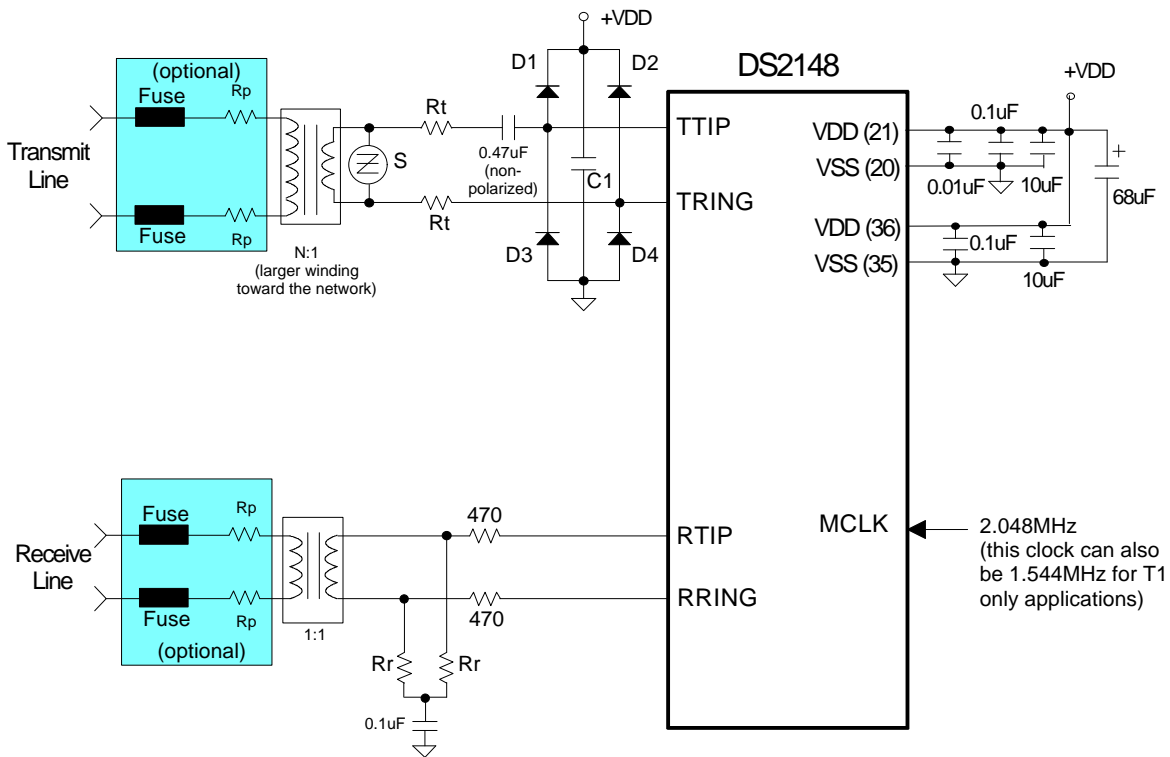 +VDD
(optional)
Fuse
Rp
D1
D2
DS2148
+VDD
Rt
TTIP
VDD (21)
0.1uF
+
Transmit
Line
S
0.47uF
(non-
polarized)
C1
VSS (20)
0.01uF
10uF
68uF
Rt
TRING
Fuse
Rp
VDD (36)
0.1uF
N:1
(larger winding
toward the network)
D3
D4
VSS (35)
10uF
Fuse
Rp
470
RTIP
MCLK
2.048MHz
(this clock can also
be 1.544MHz for T1
only applications)
Receive
Line
RRING
Fuse
Rp
470
1:1
(optional)
Rr
Rr
0.1uF